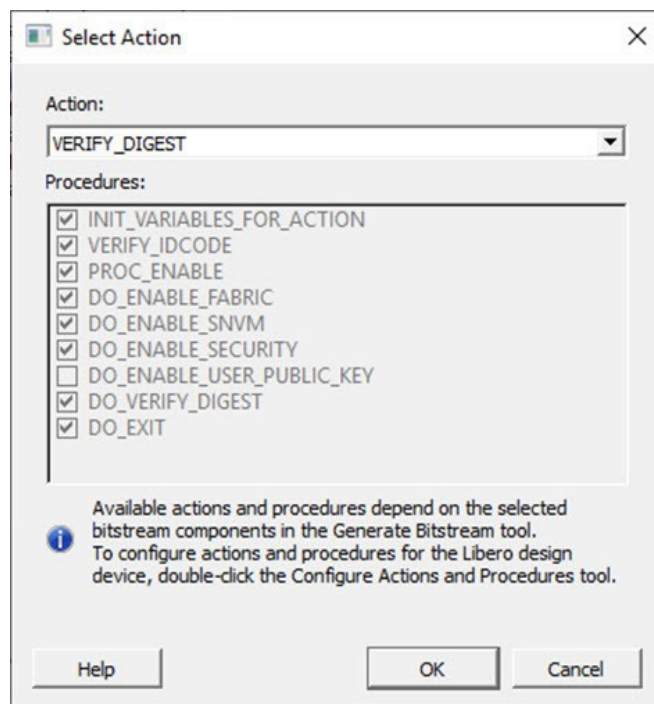 Select Action
Action:
VERIFY_DIGEST
Procedures:
INIT_VARIABLES_FOR_ACTION
VERIFY_IDCODE
PROC_ENABLE
DO_ENABLE_FABRIC
DO_ENABLE_SNVM
DO_ENABLE_SECURITY
DO_ENABLE_USER_PUBLIC_KEY
DO_VERIFY_DIGEST
DO_EXIT
Available actions and procedures depend on the selected
bitstream components in the Generate Bitstream tool.
To configure actions and procedures for the Libero design
device, double-click the Configure Actions and Procedures tool.
Help OK Cancel